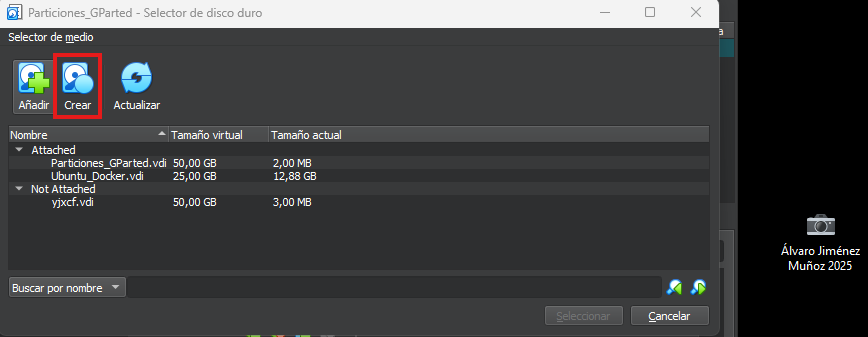 Particiones_GParted - Selector de disco duro
Selector de medio
Añadir Crear Actualizar
Nombre Tamaño virtual Tamaño actual
Attached
Particiones_GParted.vdi 50,00 GB 2,00 MB
Ubuntu_Docker.vdi 25,00 GB 12,88 GB
Not Attached
yjxcf.vdi 50,00 GB 3,00 MB
Álvaro Jiménez
Muñoz 2025
Buscar por nombre
Seleccionar Cancelar